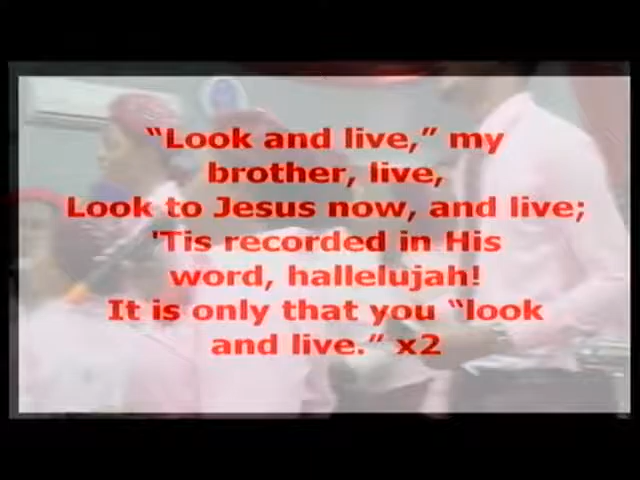 “Look and live,” my
brother, live,
Look to Jesus now, and live;
'Tis recorded in His
word, hallelujah!
It is only that you “look
and live.” x2